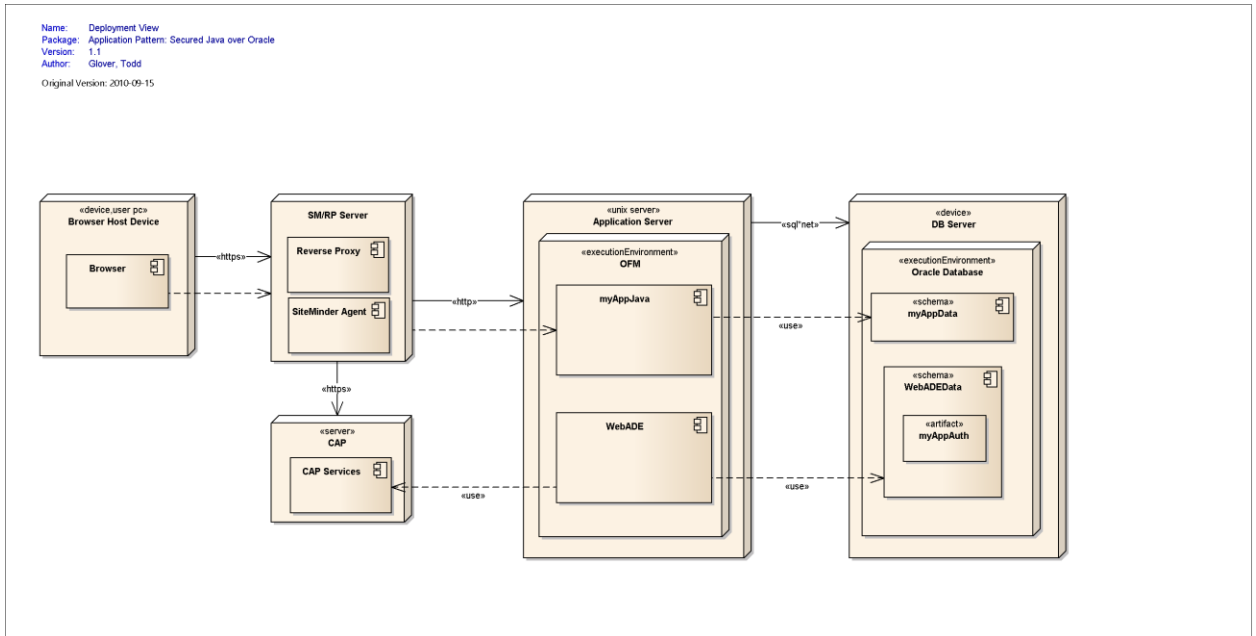 Name: Deployment View
Package: Application Pattern: Secured Java over Oracle
Version: 1.1
Author: Glover, Todd
Original Version: 2010-09-15
«device,user pc»
Browser Host Device
Browser
«https»
SM/RP Server
Reverse Proxy
SiteMinder Agent
«https»
«server»
CAP
CAP Services
«http»
«use»
«unix server»
Application Server
«executionEnvironment»
OFM
myAppJava
WebADE
«sql*net»
«use»
«use»
«device»
DB Server
«executionEnvironment»
Oracle Database
«schema»
myAppData
«schema»
WebADEData
«artifact»
myAppAuth